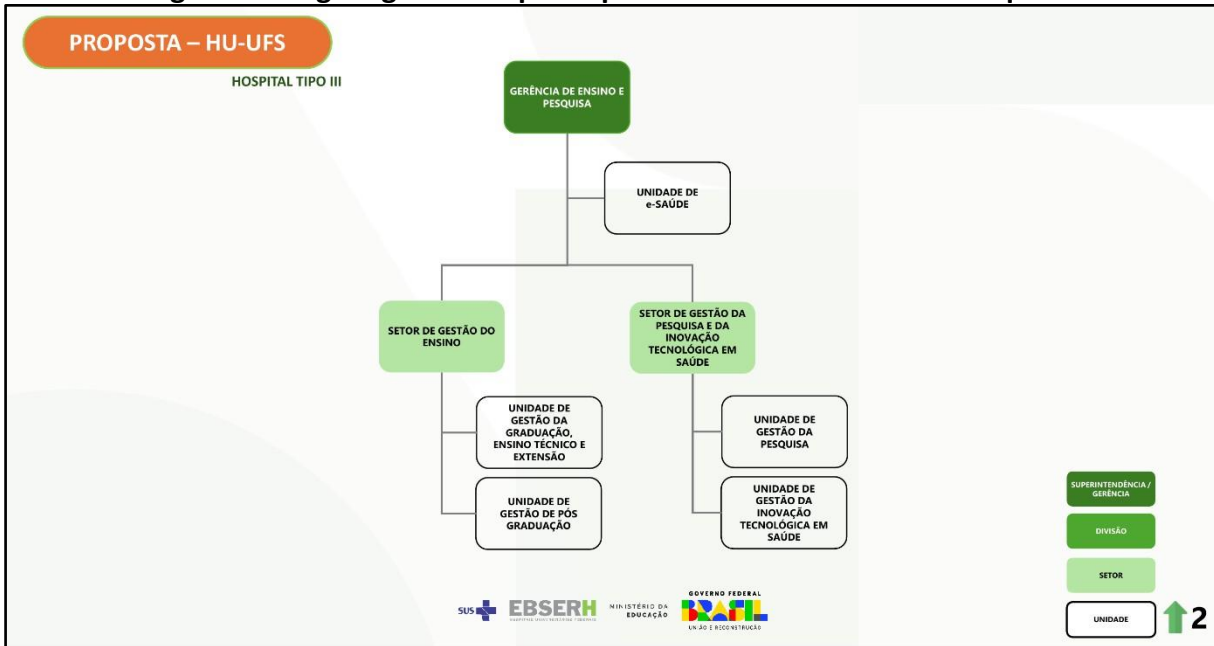 PROPOSTA – HU-UFS
HOSPITAL TIPO III
GERÊNCIA DE ENSINO E
PESQUISA
UNIDADE DE
e-SAÚDE
SETOR DE GESTÃO DO
ENSINO
SETOR DE GESTÃO DA
PESQUISA E DA
INOVAÇÃO
TECNOLÓGICA EM
SAÚDE
UNIDADE DE
GESTÃO DA
GRADUAÇÃO,
ENSINO TÉCNICO E
EXTENSÃO
UNIDADE DE
GESTÃO DA
PESQUISA
UNIDADE DE
GESTÃO DE PÓS
GRADUAÇÃO
UNIDADE DE
GESTÃO DA
INOVAÇÃO
TECNOLÓGICA EM
SAÚDE
SUPERINTENDÊNCIA /
GERÊNCIA
DIVISÃO
SETOR
UNIDADE
2
SUS
EBSERH
MINISTÉRIO DA
EDUCAÇÃO
GOVERNO FEDERAL
BRASIL
UNIÃO E RECONSTRUÇÃO